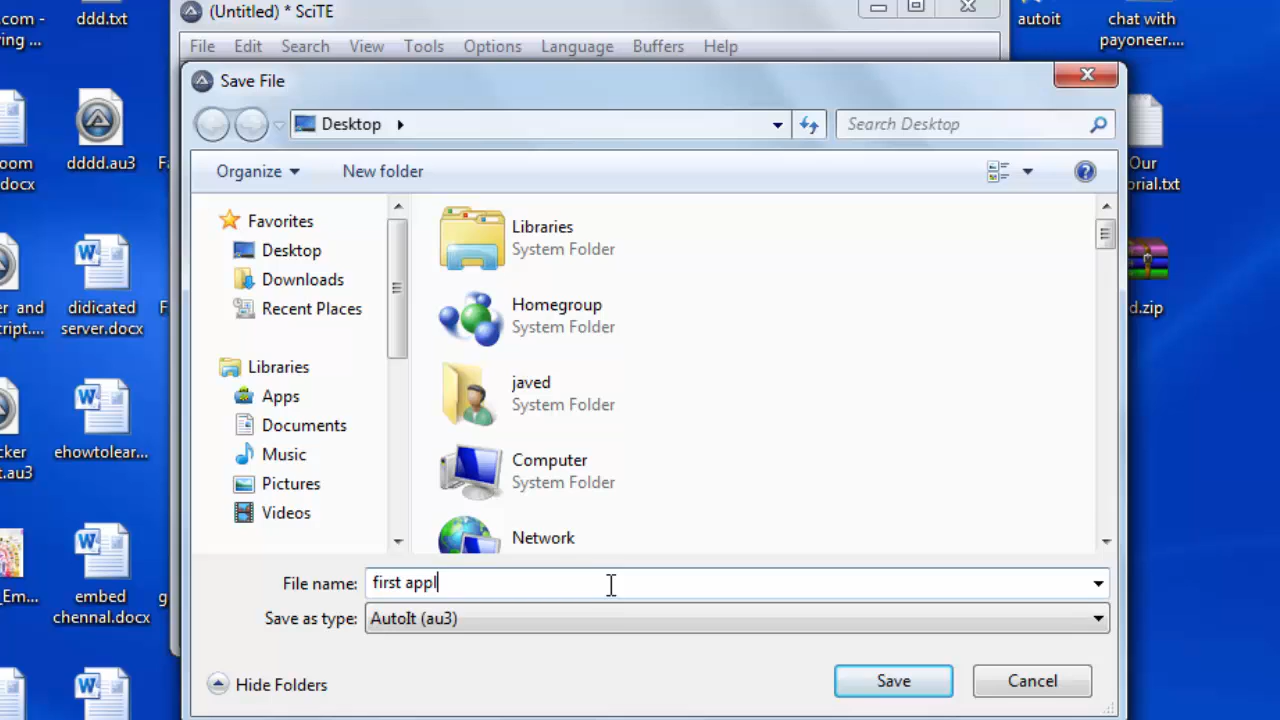 .com -
ying ...
ddd.txt
(Untitled) * SciTE
autoit
chat with
payoneer....
File Edit Search View Tools Options Language Buffers Help
Save File
Desktop
Search Desktop
Organize
New folder
oom
.docx
dddd.au3
Our
orial.txt
Favorites
Desktop
Downloads
Recent Places
Libraries
Apps
Documents
Music
Pictures
Videos
Libraries
System Folder
Homegroup
System Folder
javed
System Folder
Computer
System Folder
Network
er and
cript....
didicated
server.docx
d.zip
cker
t.au3
ehowtolear...
_Em...
embed
chennal.docx
File name: first appl
Save as type: AutoIt (au3)
Hide Folders
Save
Cancel